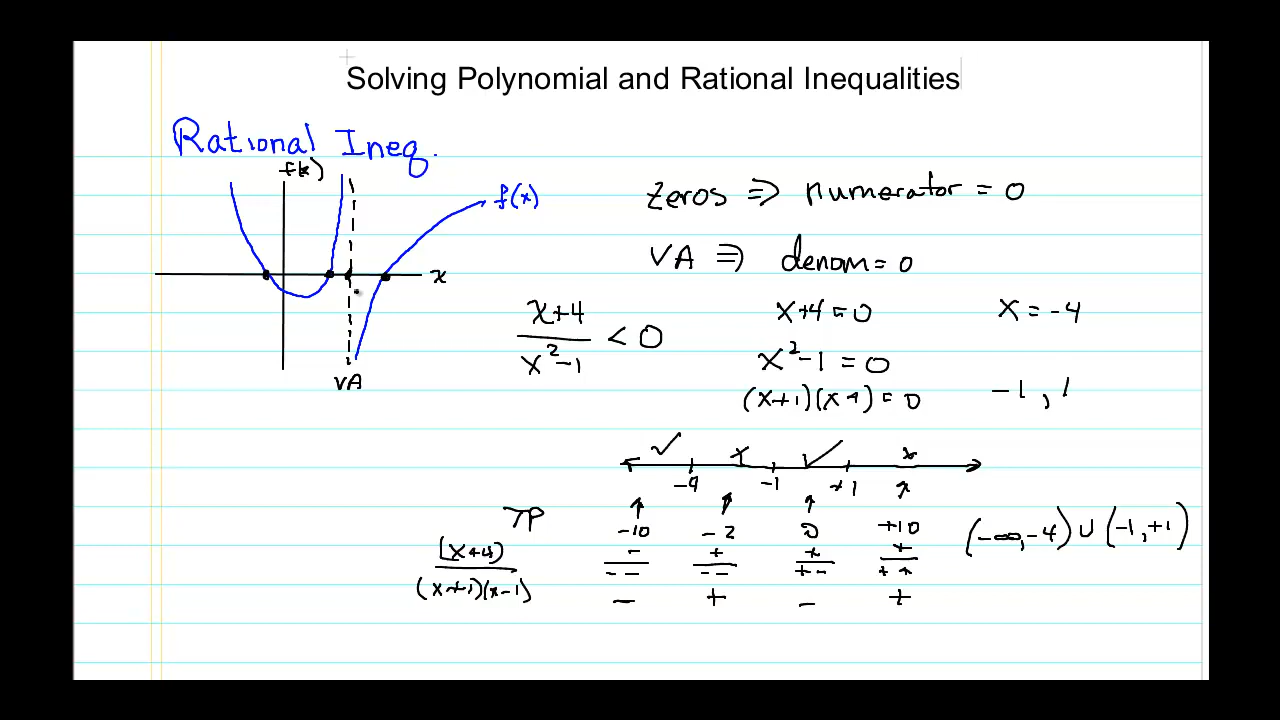 Solving Polynomial and Rational Inequalities
Rational Ineq.
f(x)
f(x)
x
VA
zeros ⇒ numerator = 0
VA ⇒ denom = 0
(x+4)/(x²-1) < 0
x+4 = 0 x = -4
x²-1 = 0
(x+1)(x-1) = 0 -1, 1
✓ x ✓ x
-4 -1 +1
TP -10 -2 0 +10
(x+4) - + + +
(x+1)(x-1) -- -- +- ++
- + - +
(-∞,-4) ∪ (-1,+1)